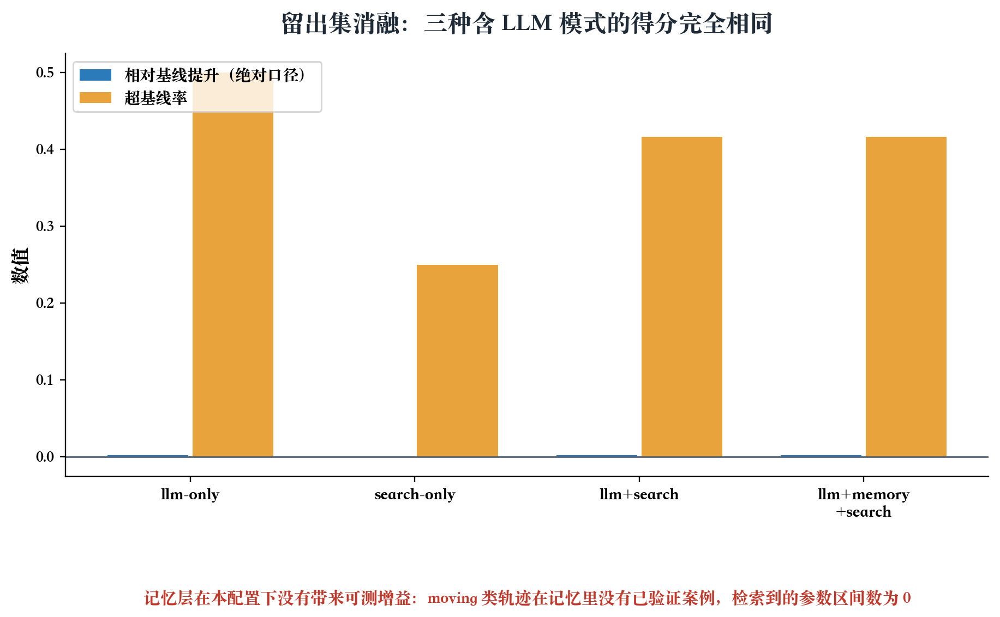 留出集消融：三种含 LLM 模式的得分完全相同
相对基线提升（绝对口径）
超基线率
数值
0.5
0.4
0.3
0.2
0.1
0.0
llm-only
search-only
llm+search
llm+memory
+search
记忆层在本配置下没有带来可测增益：moving 类轨迹在记忆里没有已验证案例，检索到的参数区间数为 0